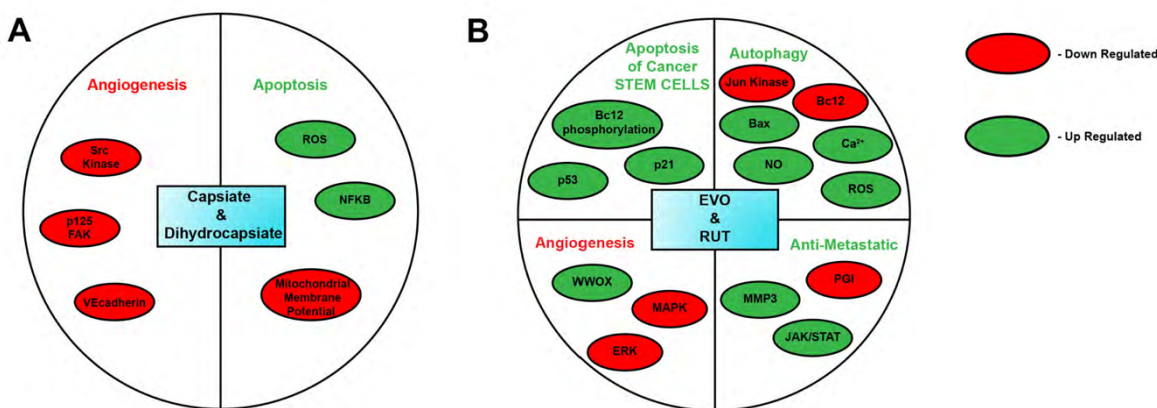 A
Angiogenesis
Apoptosis
Src
Kinase
p125
FAK
VEcadherin
ROS
NFKB
Mitochondrial
Membrane
Potential
Capsiate
&
Dihydrocapsiate
B
Apoptosis
of Cancer
STEM CELLS
Bc12
phosphorylation
p53
p21
Autophagy
Jun Kinase
Bc12
Bax
Ca²⁺
NO
ROS
EVO
&
RUT
Angiogenesis
WWOX
MAPK
ERK
Anti-Metastatic
PGI
MMP3
JAK/STAT
- Down Regulated
- Up Regulated